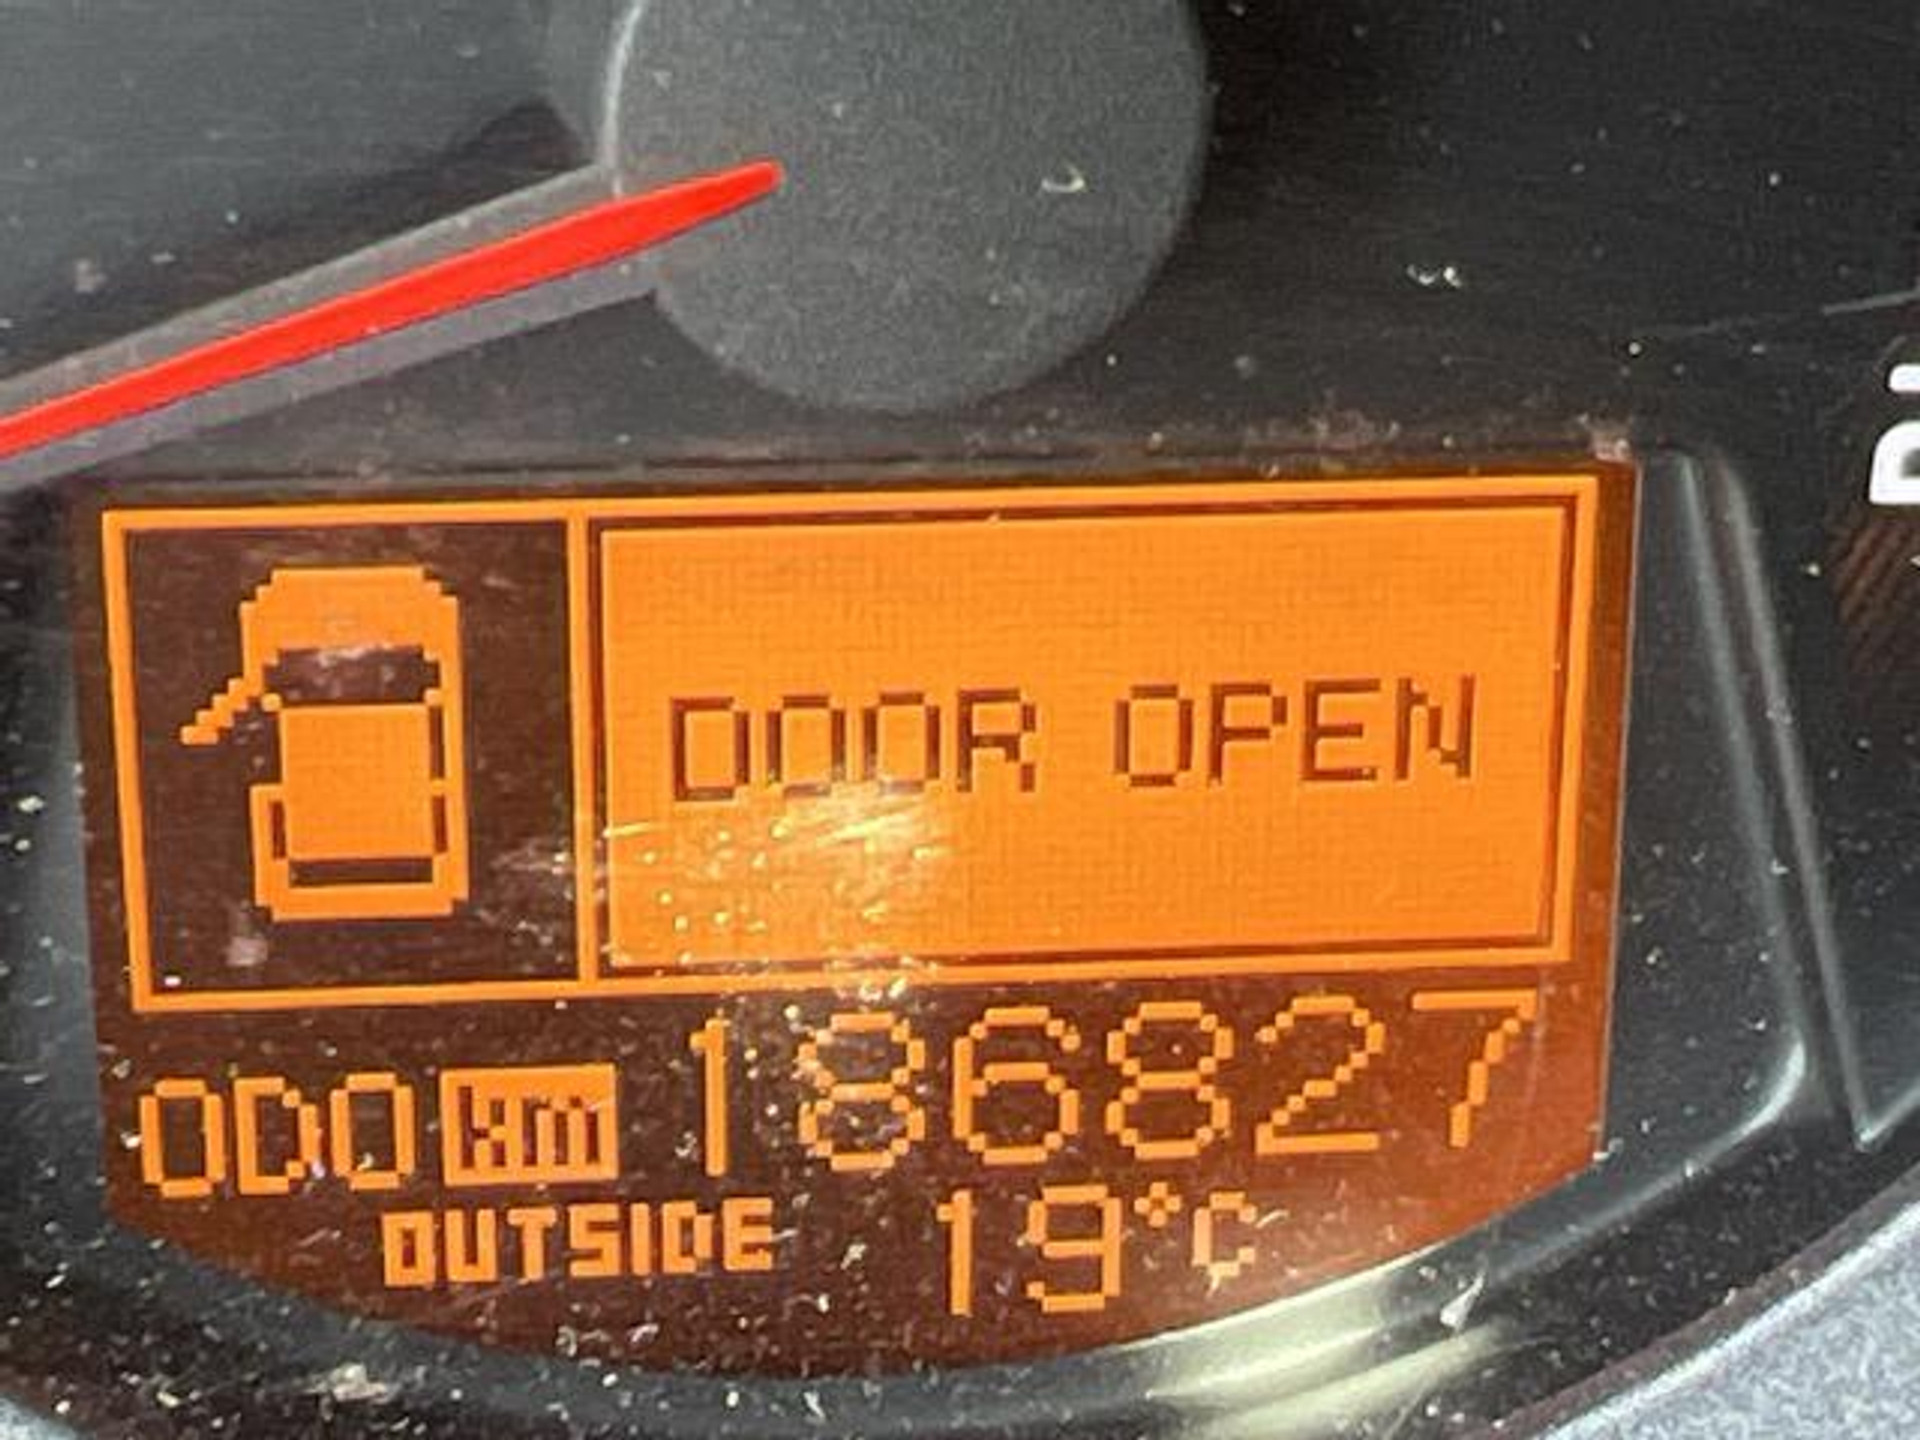 DOOR OPEN
ODO km 186827
OUTSIDE 19°C